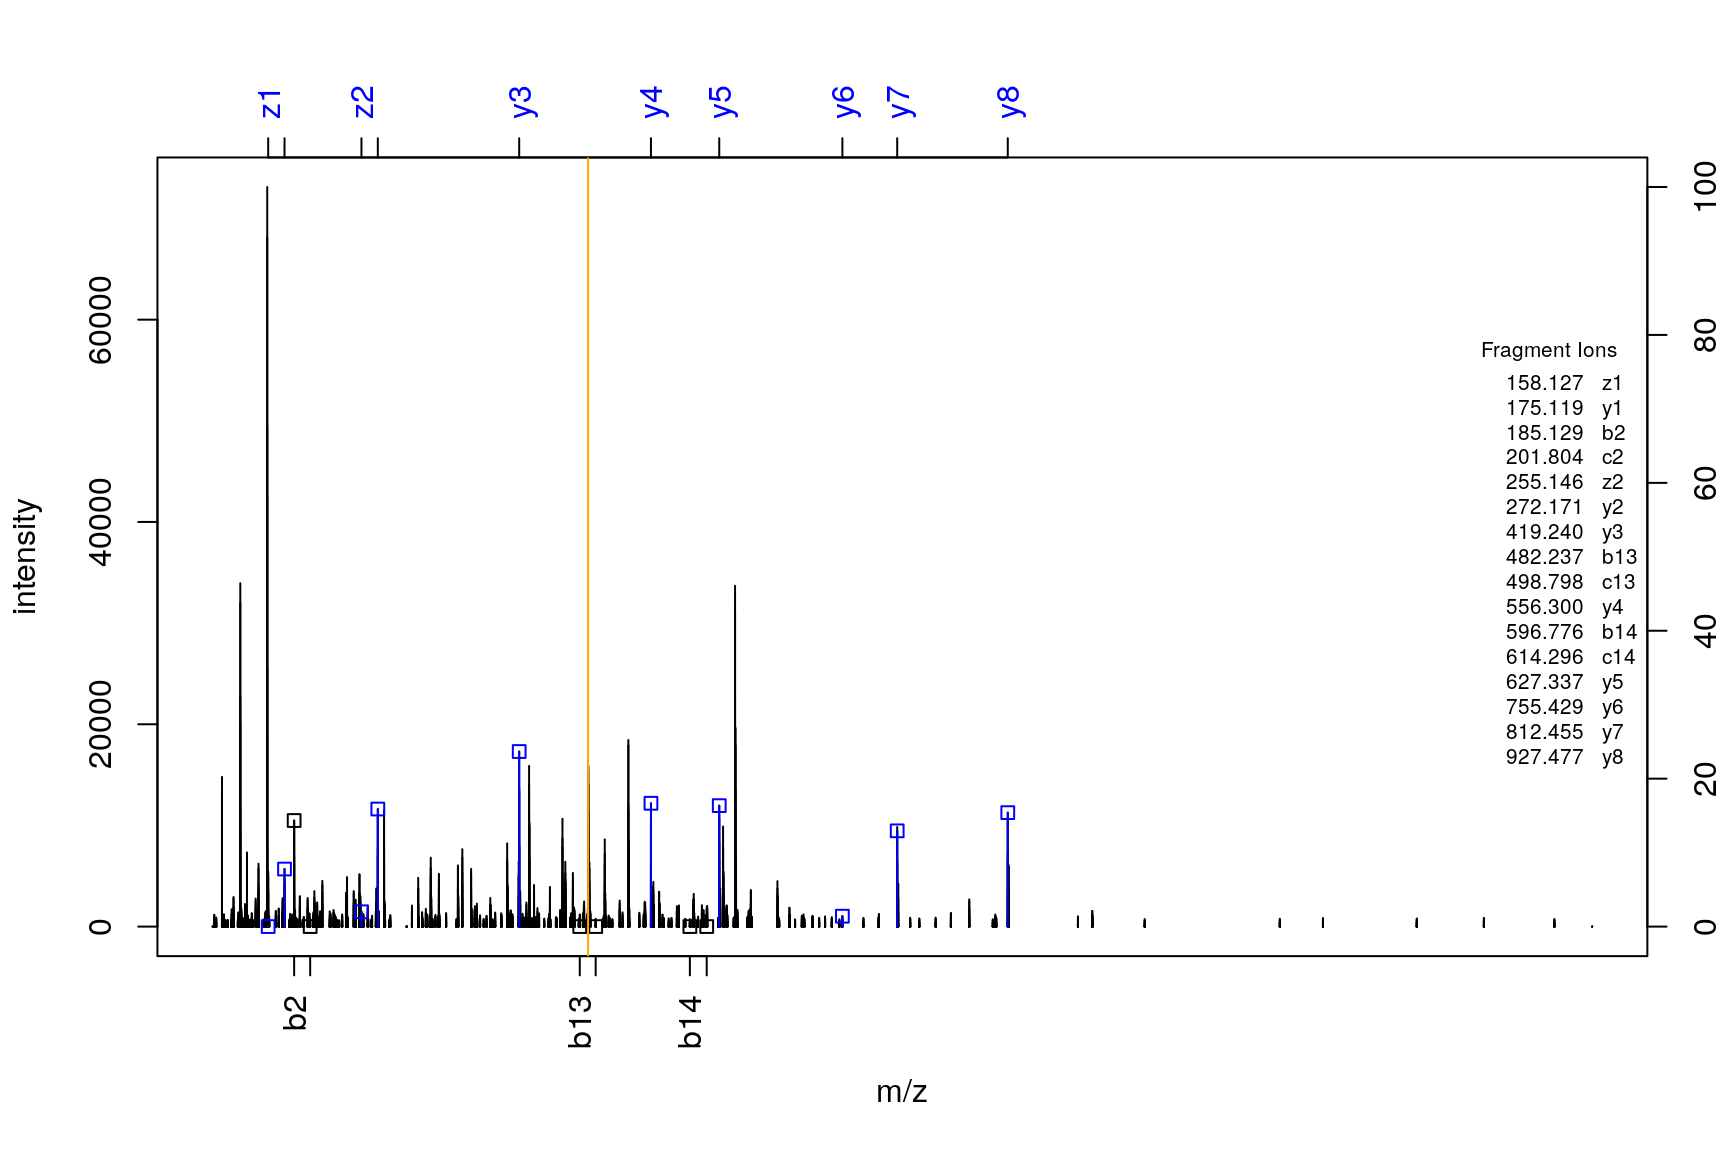 z1 z2 y3 y4 y5 y6 y7 y8
intensity
0 20000 40000 60000
0 20 40 60 80 100
Fragment Ions
158.127 z1
175.119 y1
185.129 b2
201.804 c2
255.146 z2
272.171 y2
419.240 y3
482.237 b13
498.798 c13
556.300 y4
596.776 b14
614.296 c14
627.337 y5
755.429 y6
812.455 y7
927.477 y8
b2 b13 b14
m/z